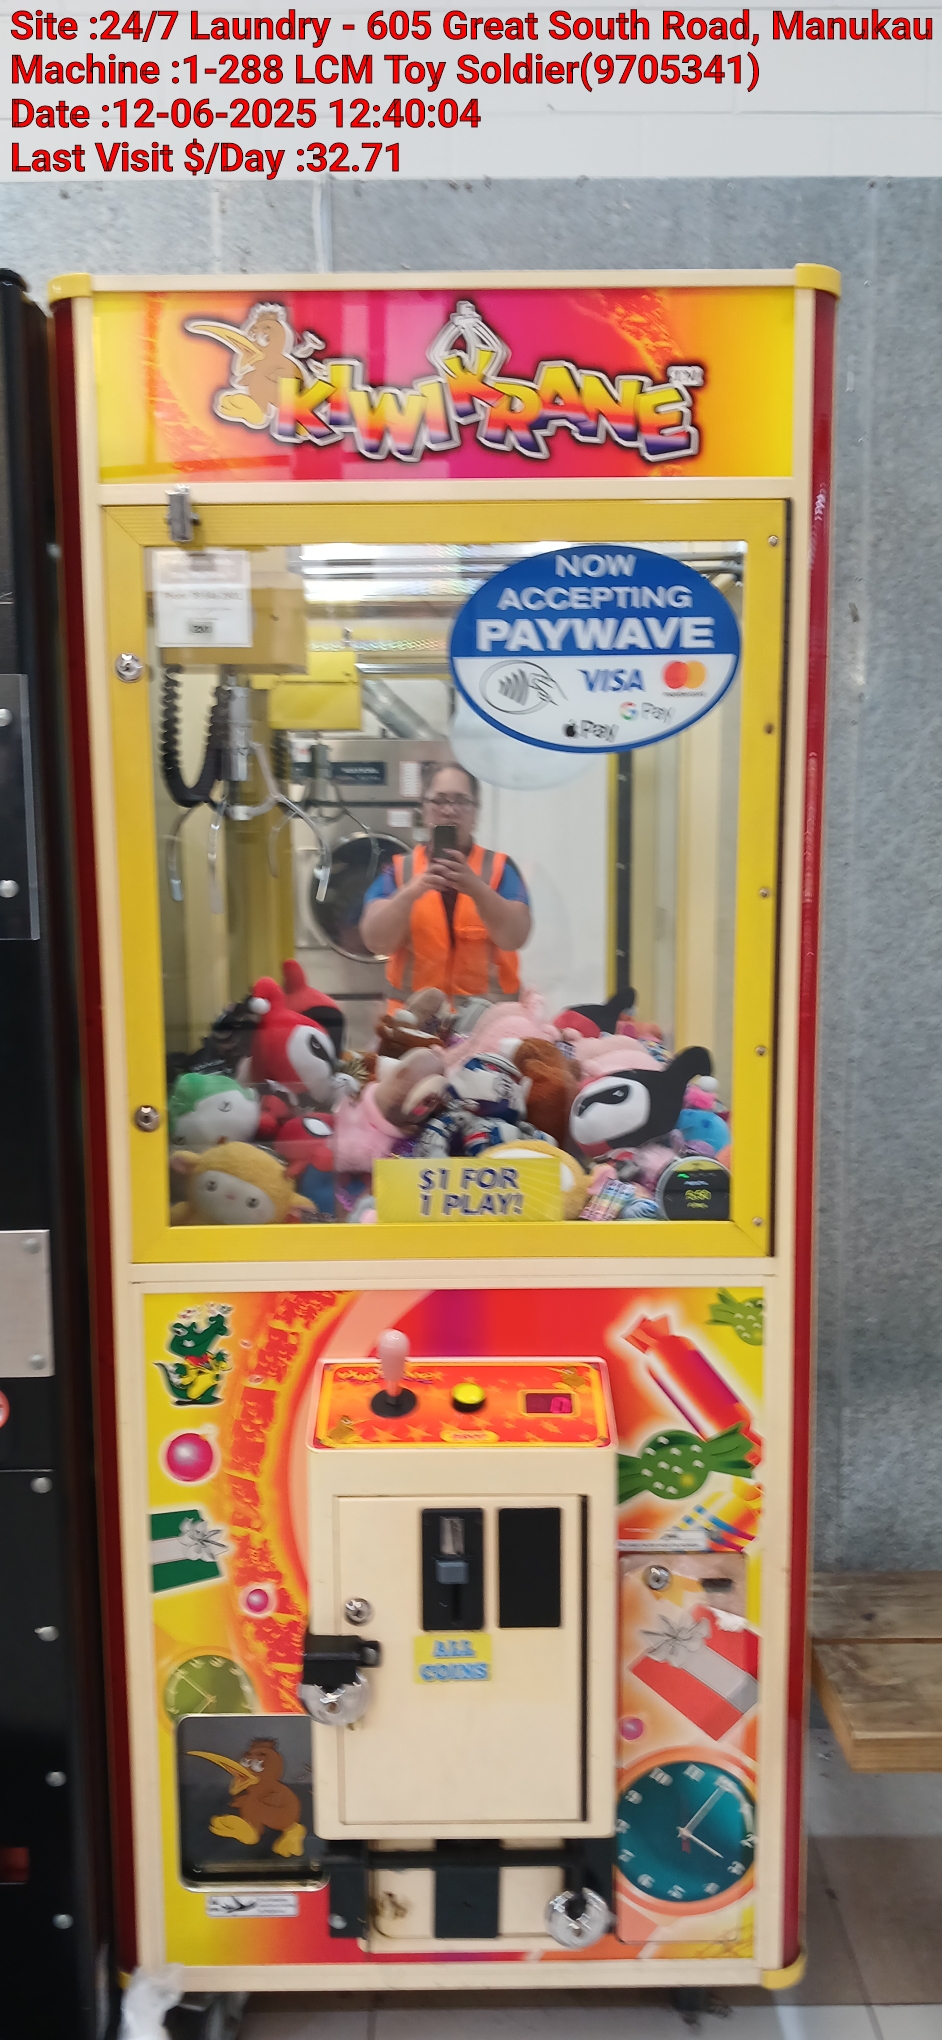 Site :24/7 Laundry - 605 Great South Road, Manukau
Machine :1-288 LCM Toy Soldier(9705341)
Date :12-06-2025 12:40:04
Last Visit $/Day :32.71
KIWIKRANE™
NOW
ACCEPTING
PAYWAVE
VISA
G Pay
Pay
$1 FOR
1 PLAY!
ALL
COINS